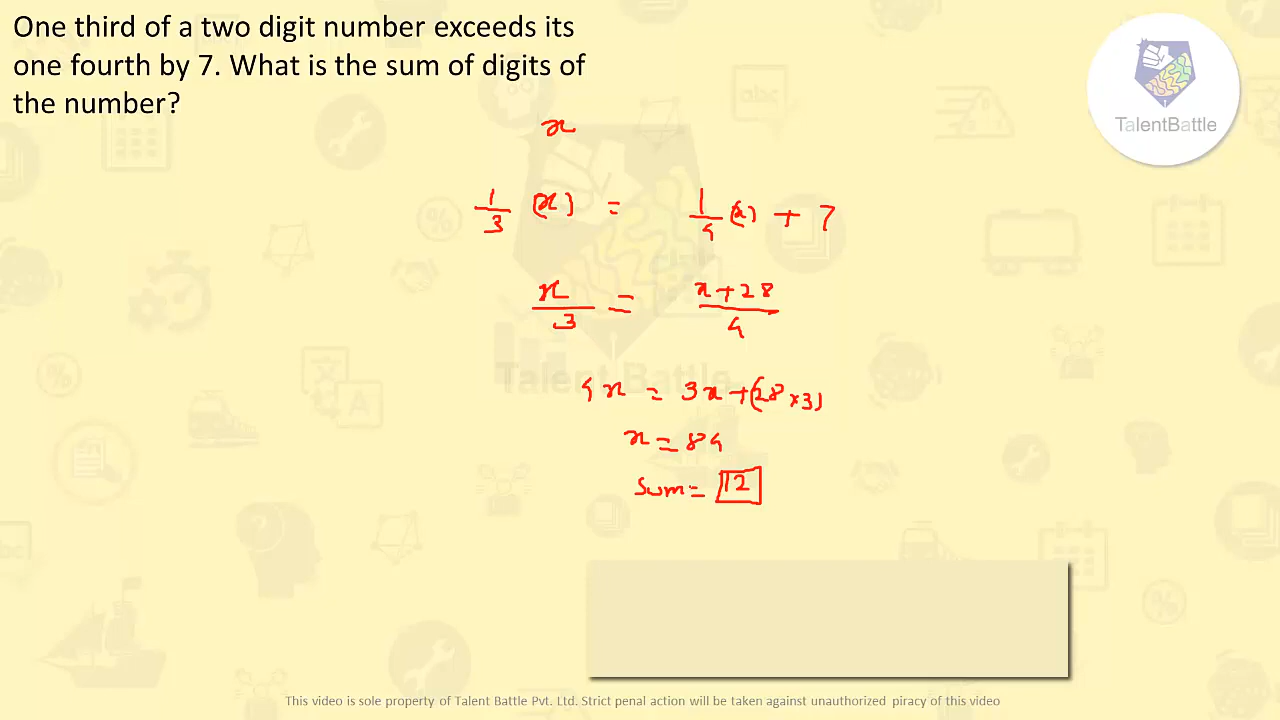 One third of a two digit number exceeds its
one fourth by 7. What is the sum of digits of
the number?
TalentBattle
x
1/3 (x) = 1/4 (x) + 7
x/3 = x+28/4
4x = 3x+(28×3)
x = 84
Sum = 12
abc
Talent Battle
This video is sole property of Talent Battle Pvt. Ltd. Strict penal action will be taken against unauthorized piracy of this video